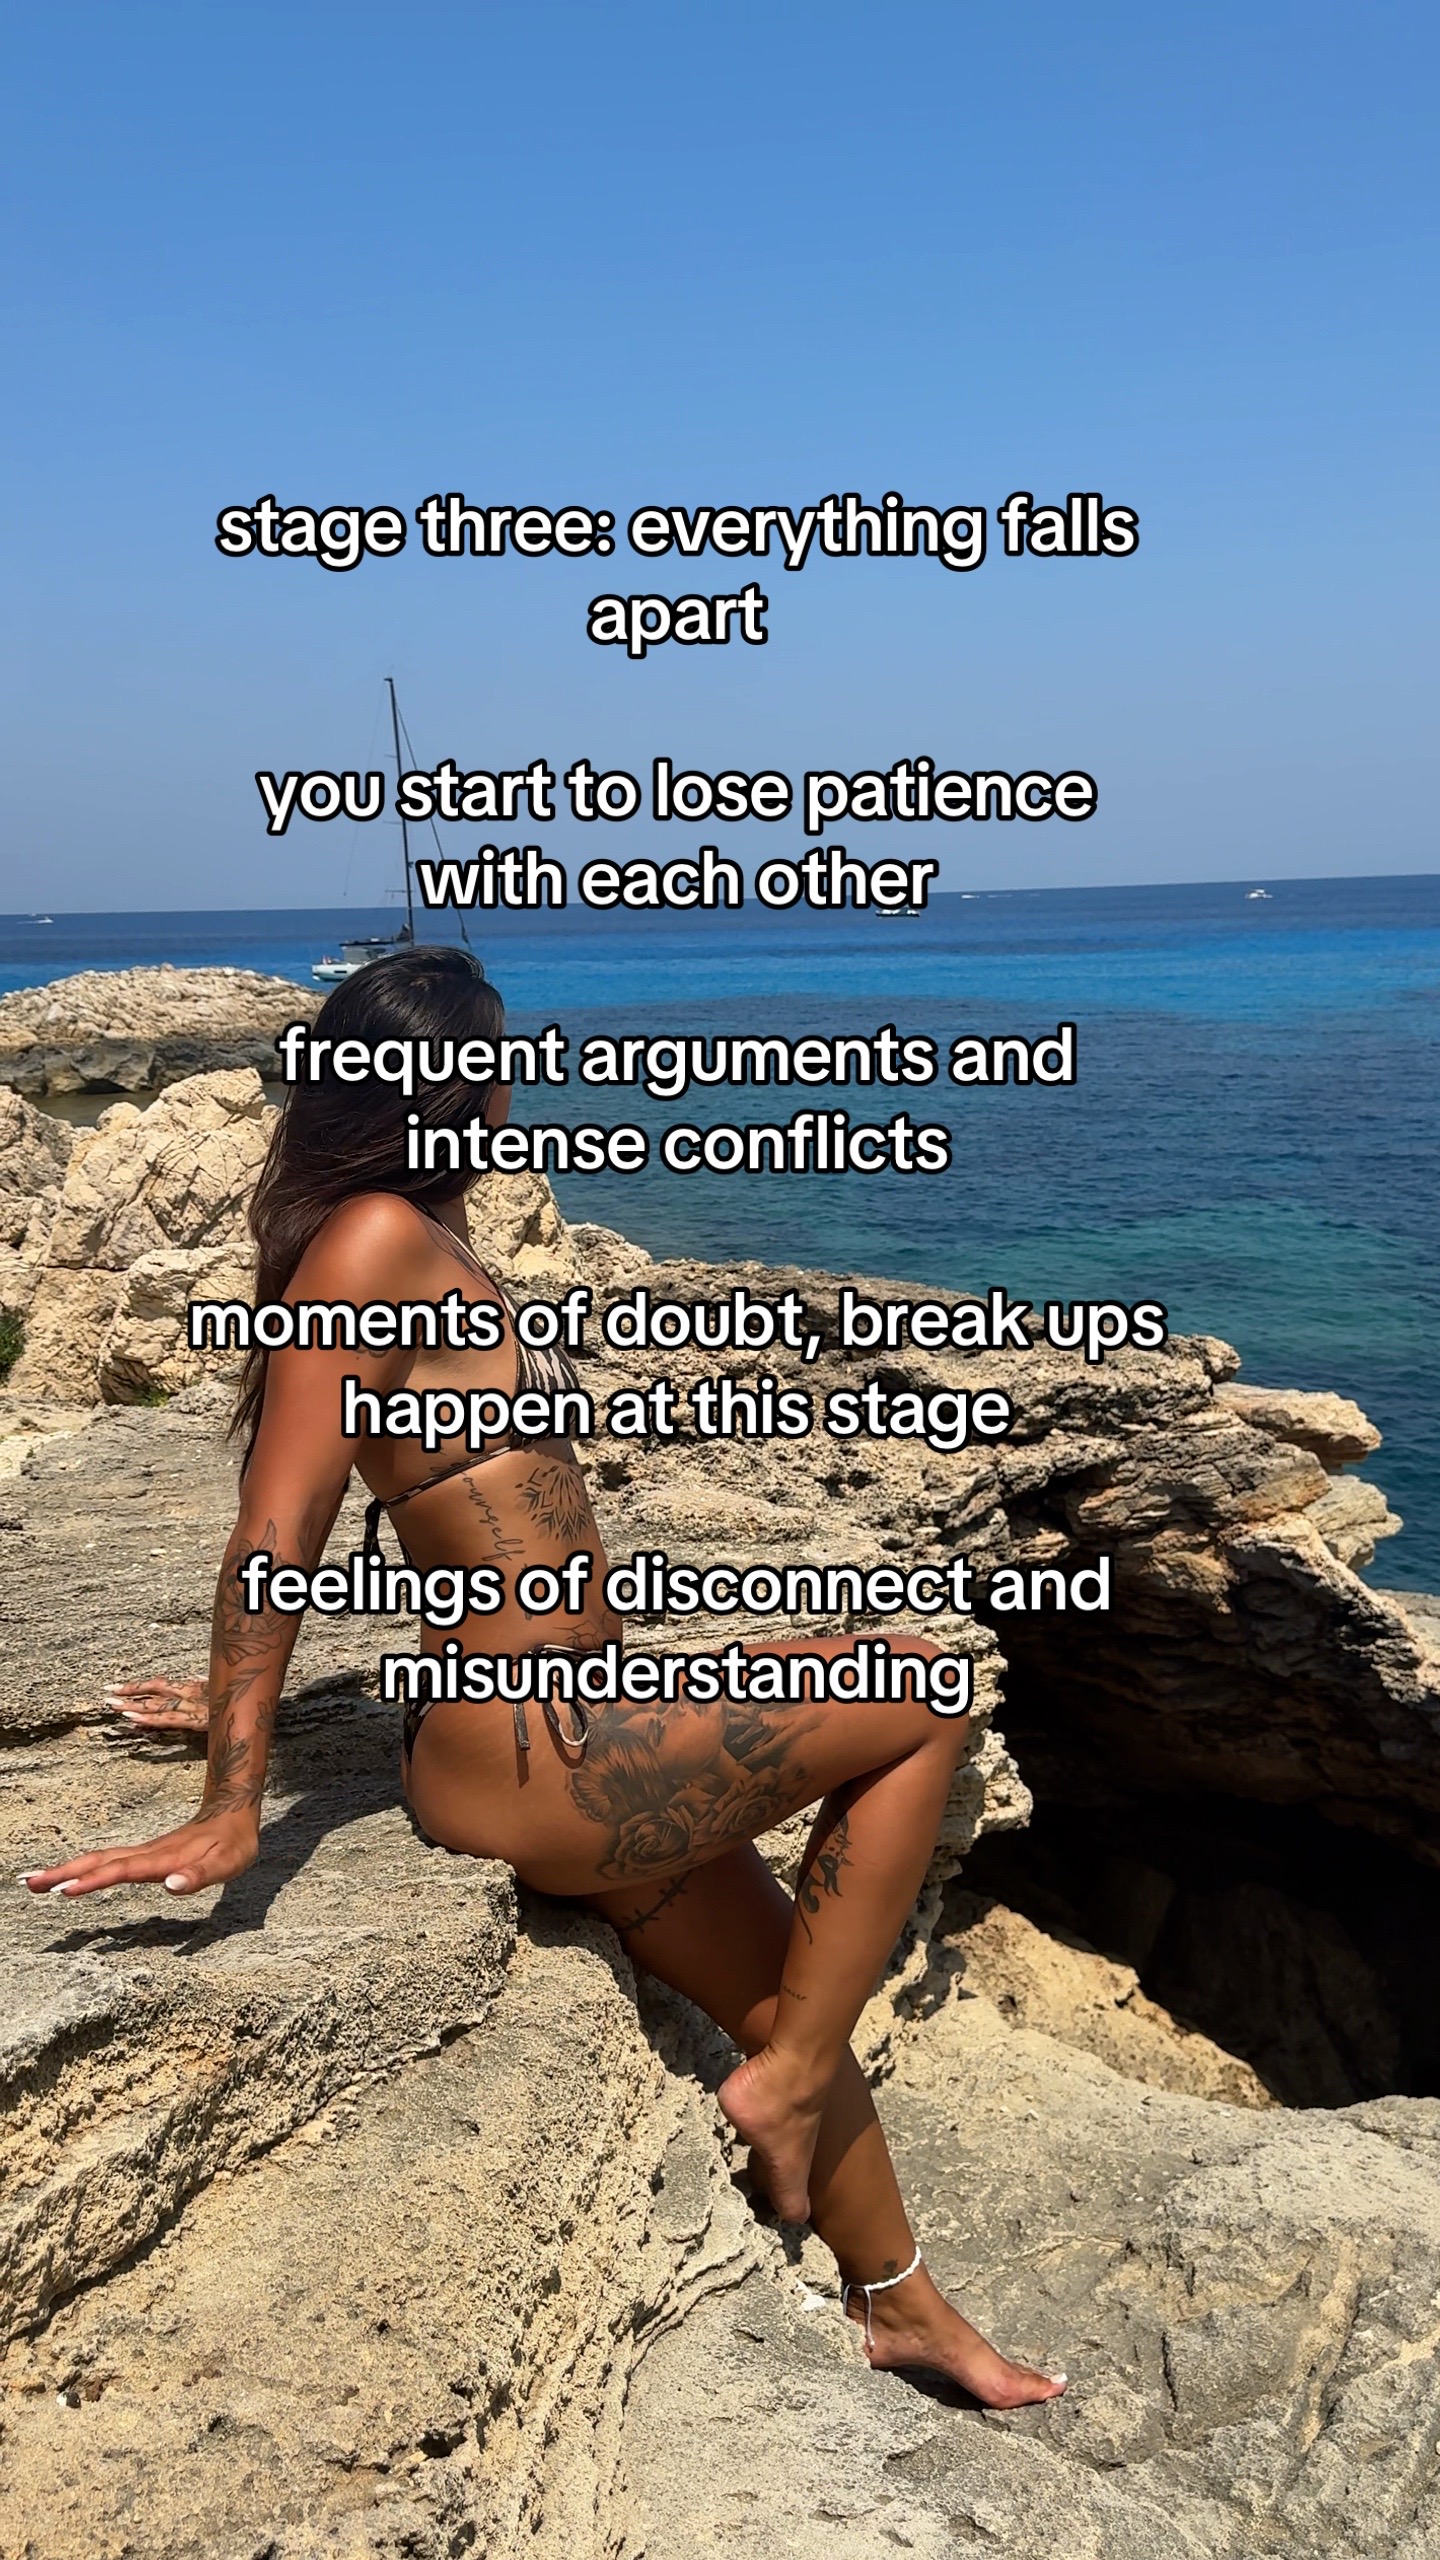 stage three: everything falls
apart
you start to lose patience
with each other
frequent arguments and
intense conflicts
moments of doubt, break ups
happen at this stage
feelings of disconnect and
misunderstanding
yourself